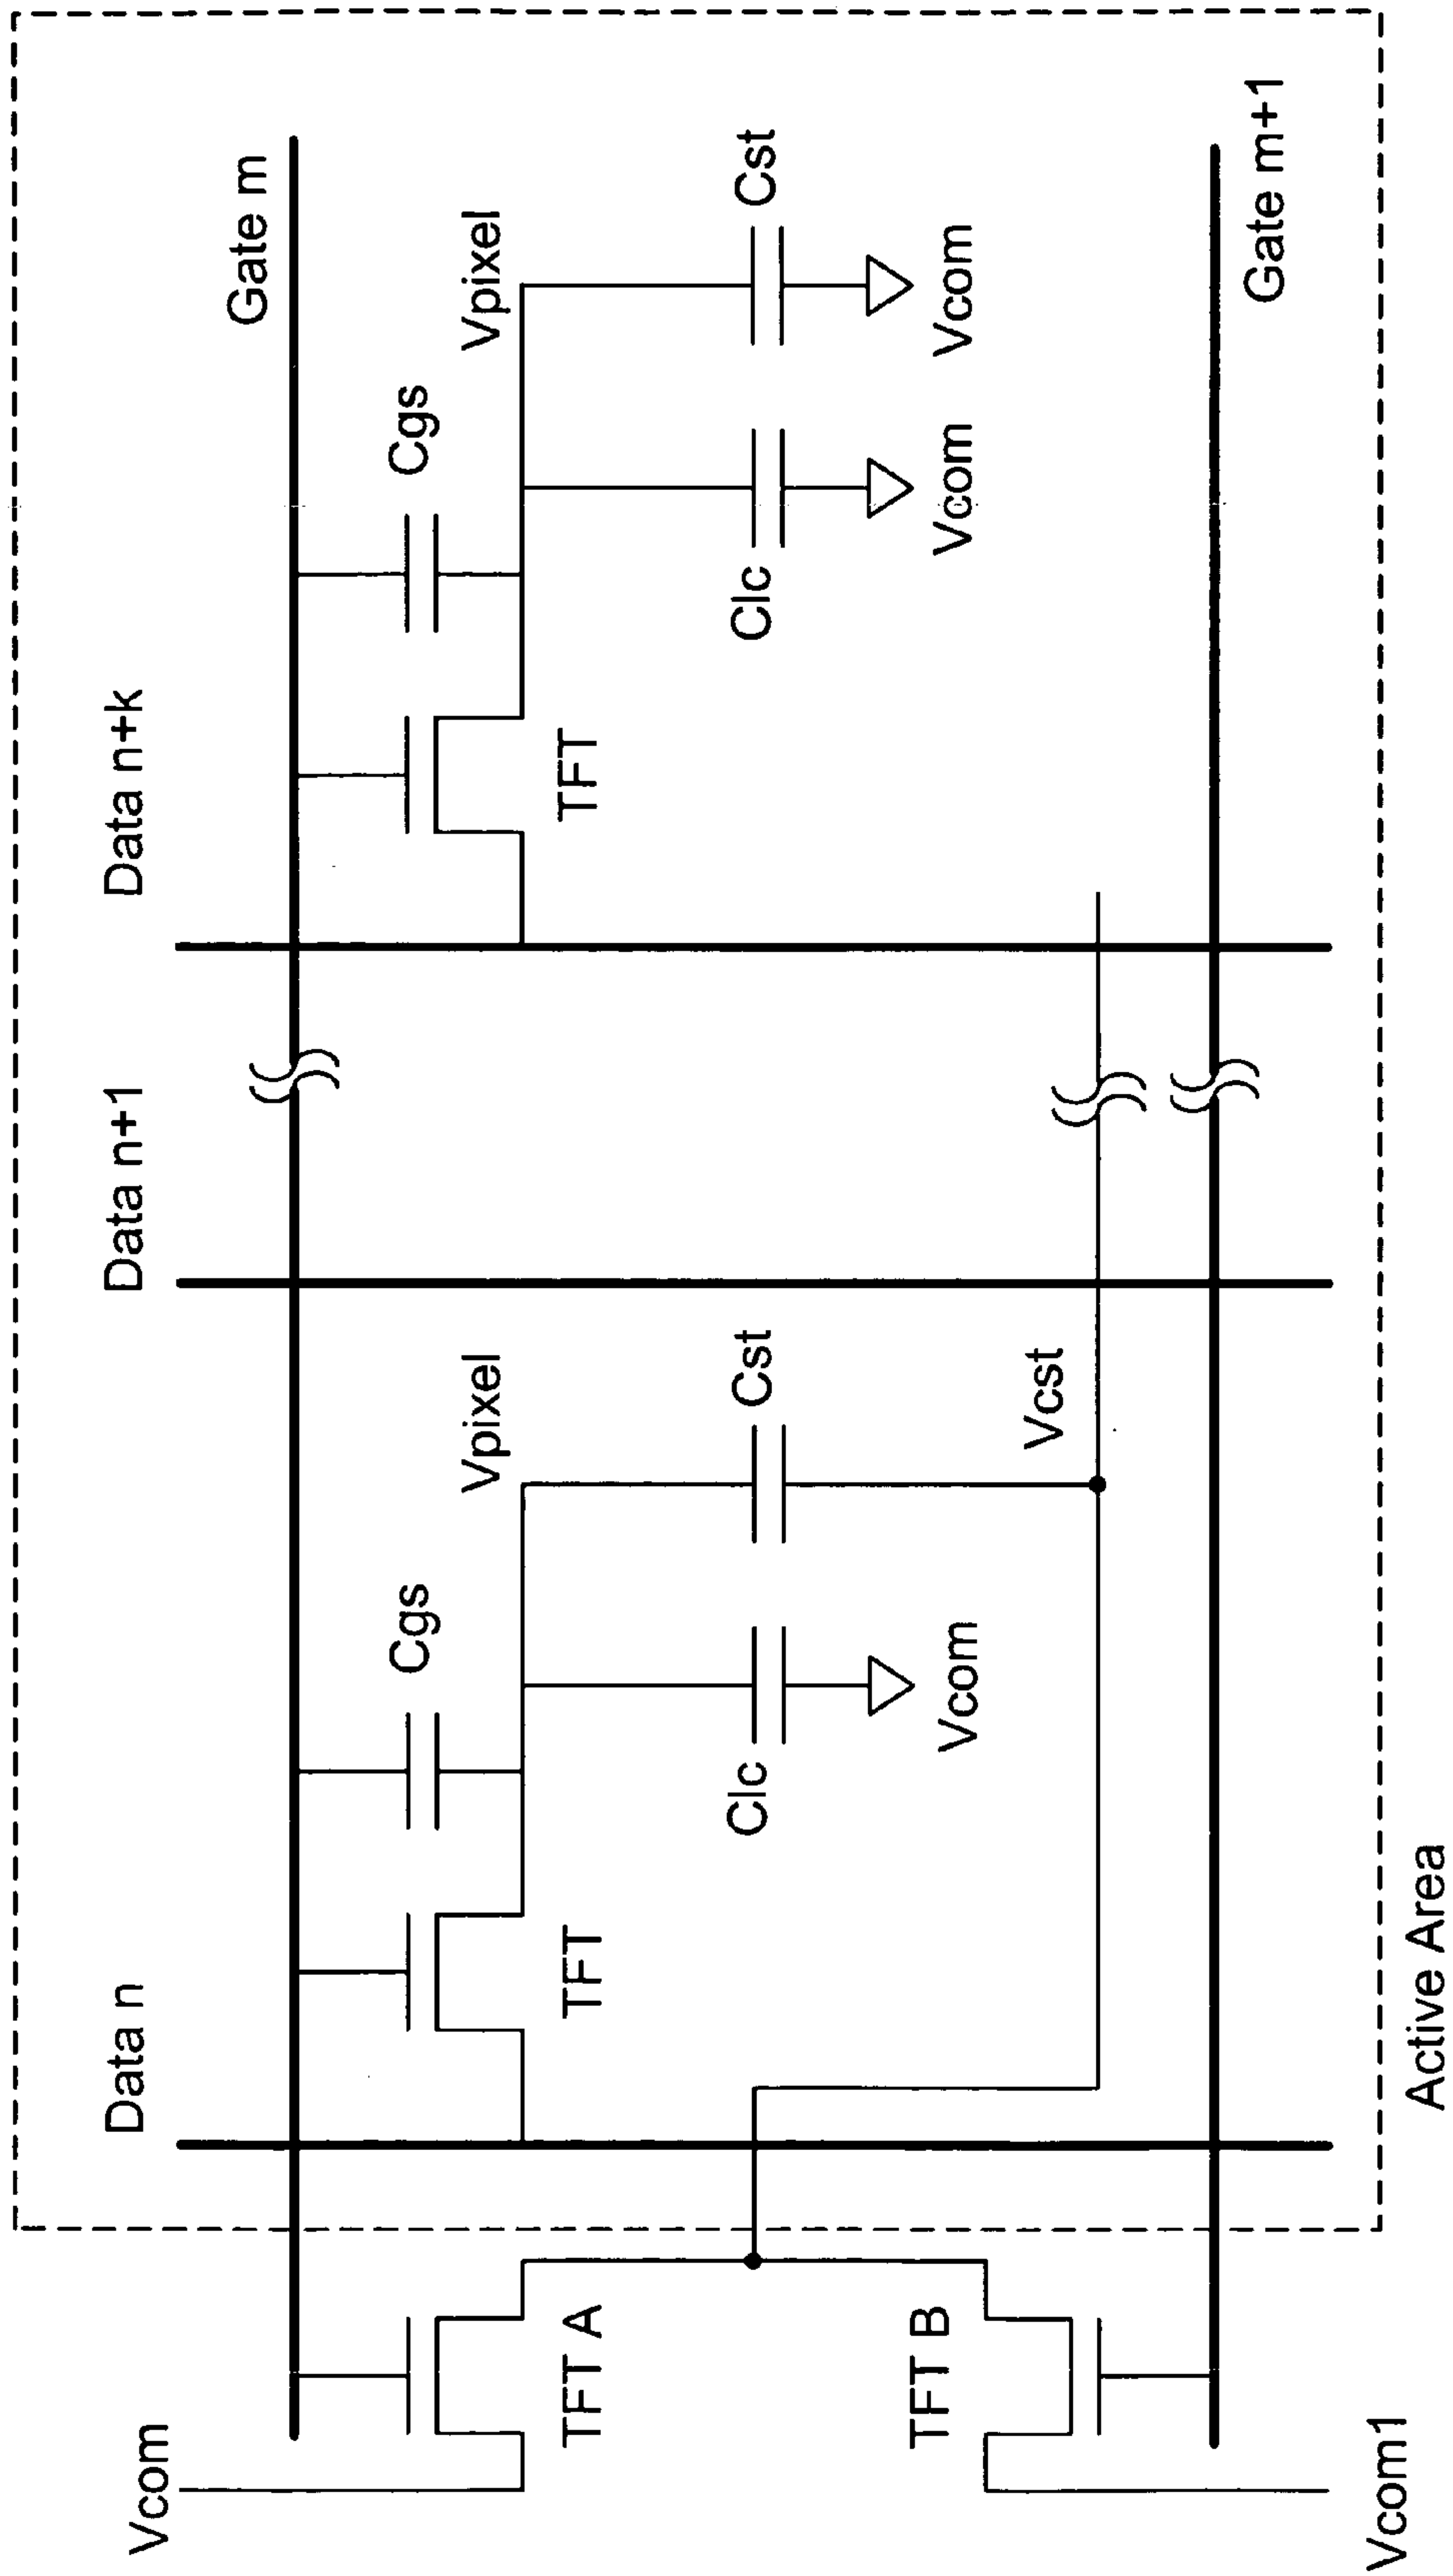 Data n
Data n+1
Data n+k
Vcom
Gate m
Cgs
Cgs
Vpixel
Vpixel
TFT A
TFT
TFT
Clc
Cst
Clc
Cst
TFT B
Vcom
Vcom
Vcom
Vcst
Gate m+1
Vcom1
Active Area